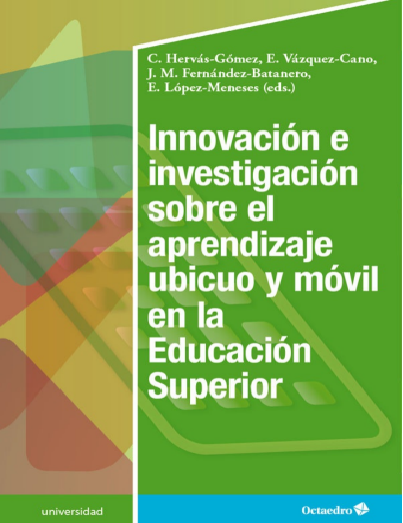 C. Hervás-Gómez, E. Vázquez-Cano,
J. M. Fernández-Batanero,
E. López-Meneses (eds.)
Innovación e
investigación
sobre el
aprendizaje
ubicuo y móvil
en la
Educación
Superior
universidad
Octaedro